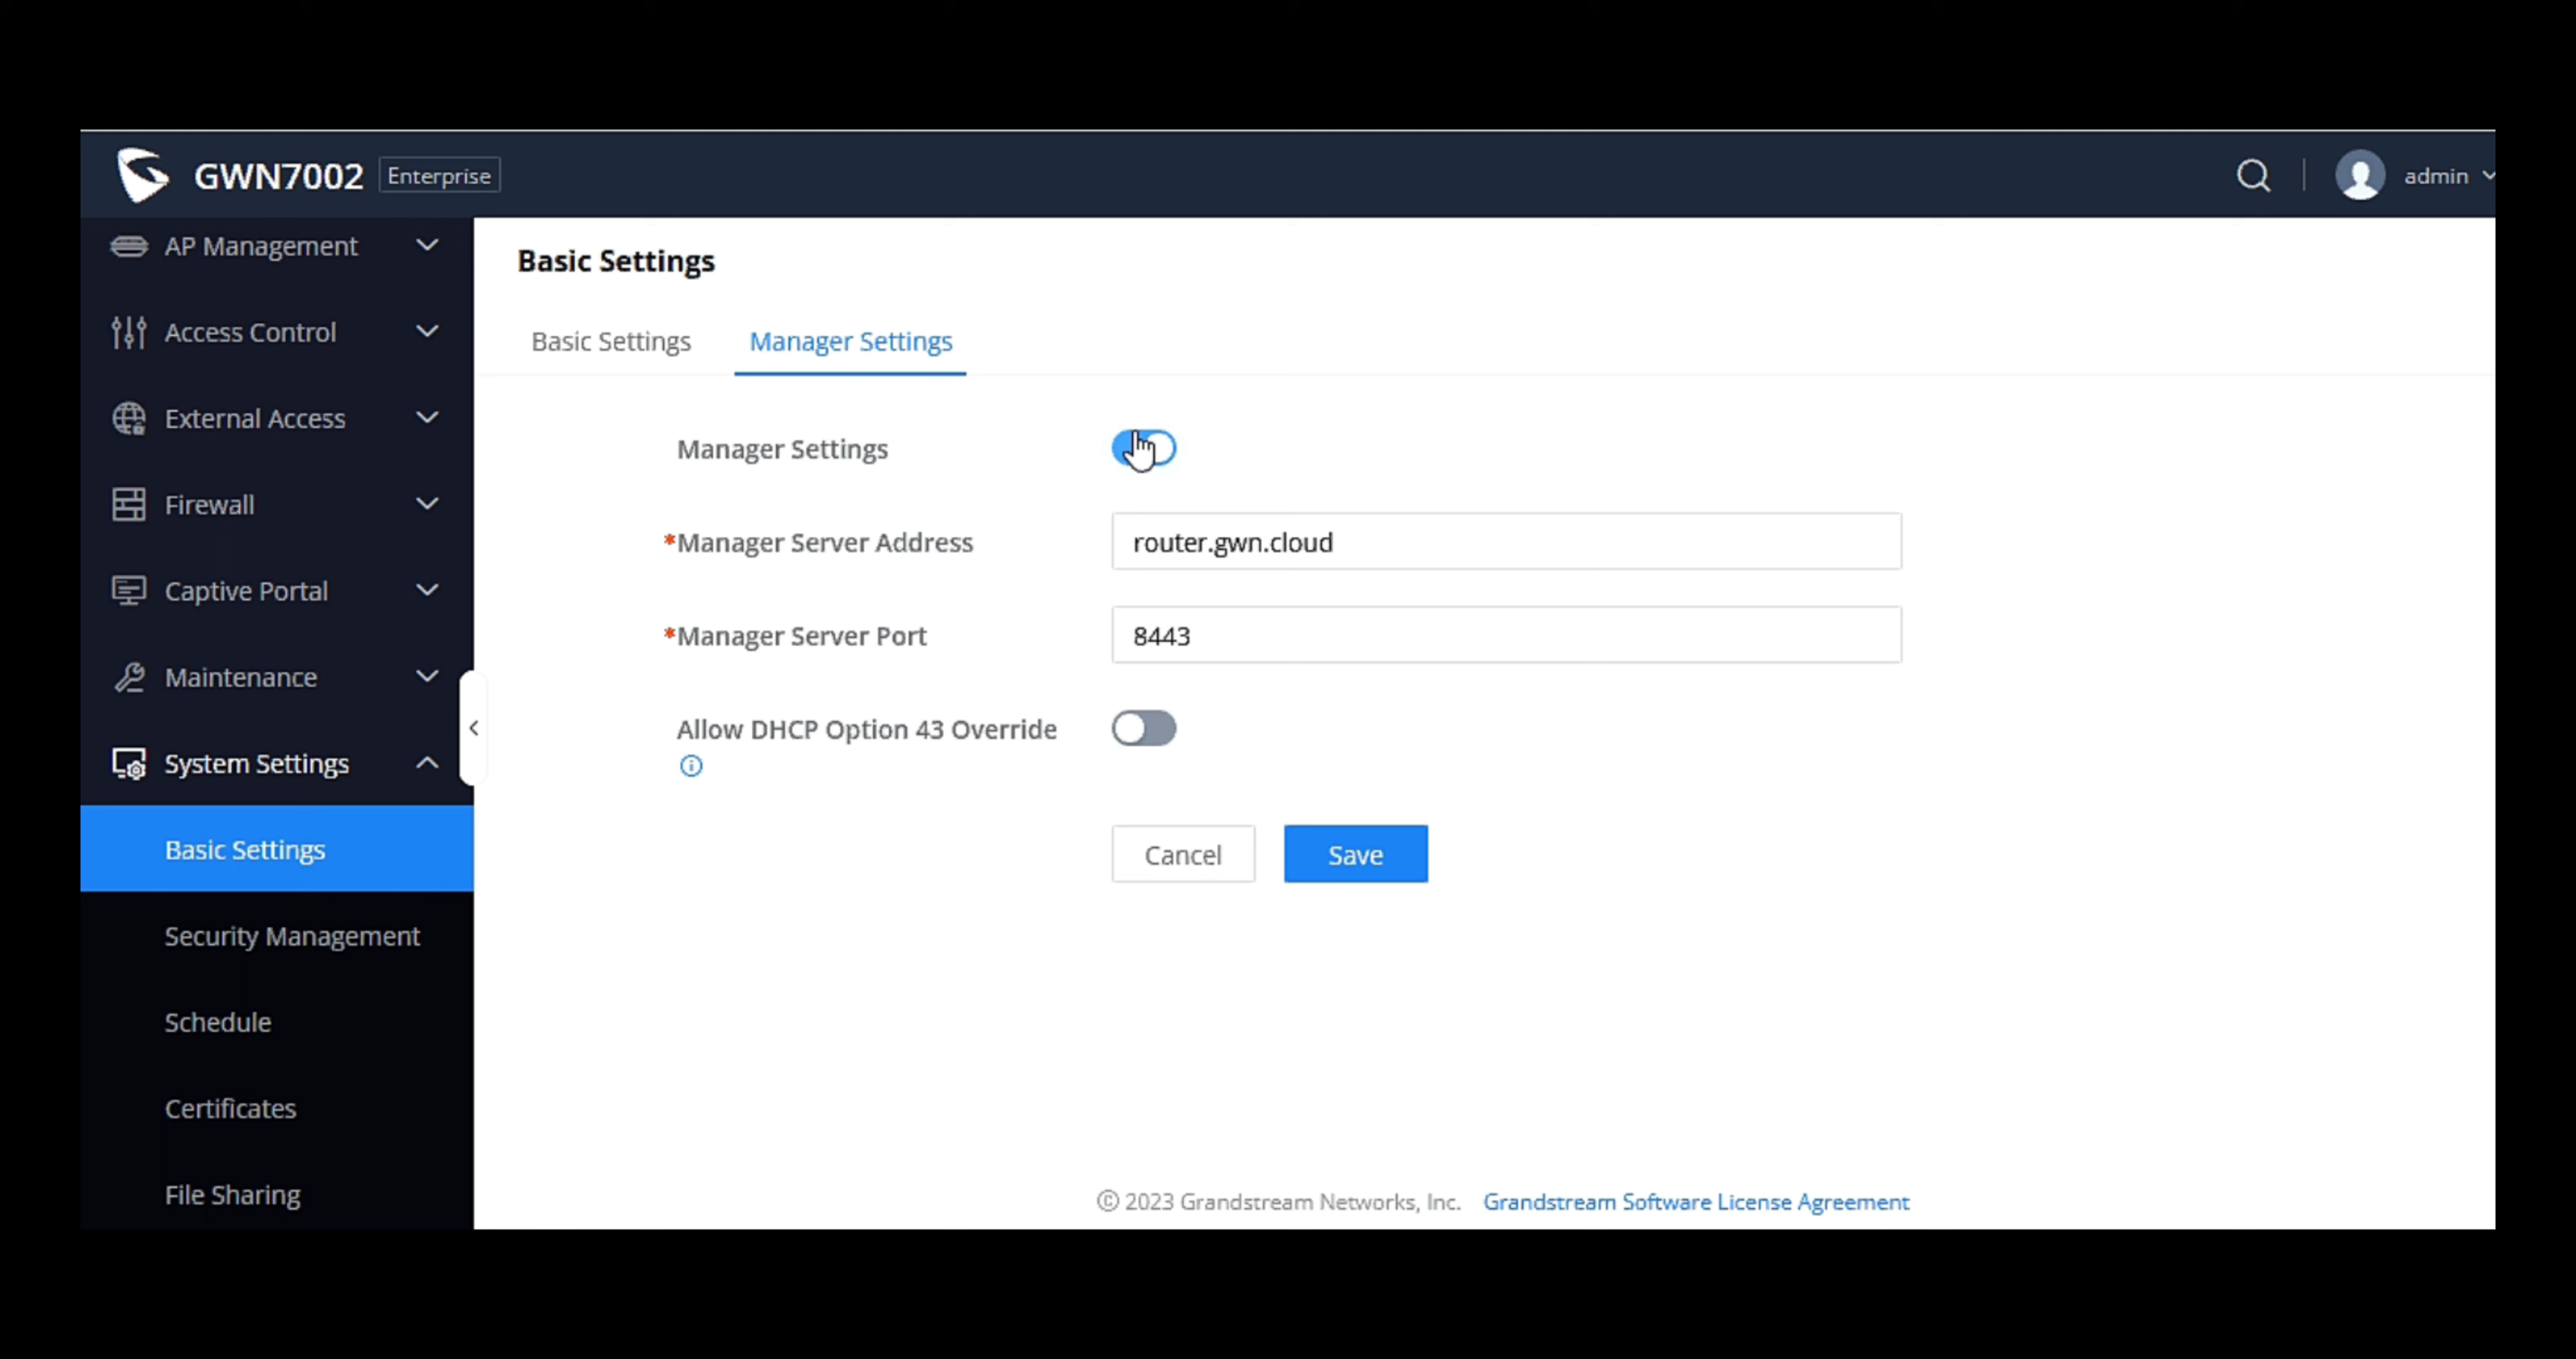 GWN7002 Enterprise
admin
AP Management
Access Control
External Access
Firewall
Captive Portal
Maintenance
System Settings
Basic Settings
Security Management
Schedule
Certificates
File Sharing
Basic Settings
Basic Settings Manager Settings
Manager Settings
*Manager Server Address router.gwn.cloud
*Manager Server Port 8443
Allow DHCP Option 43 Override
Cancel Save
© 2023 Grandstream Networks, Inc. Grandstream Software License Agreement